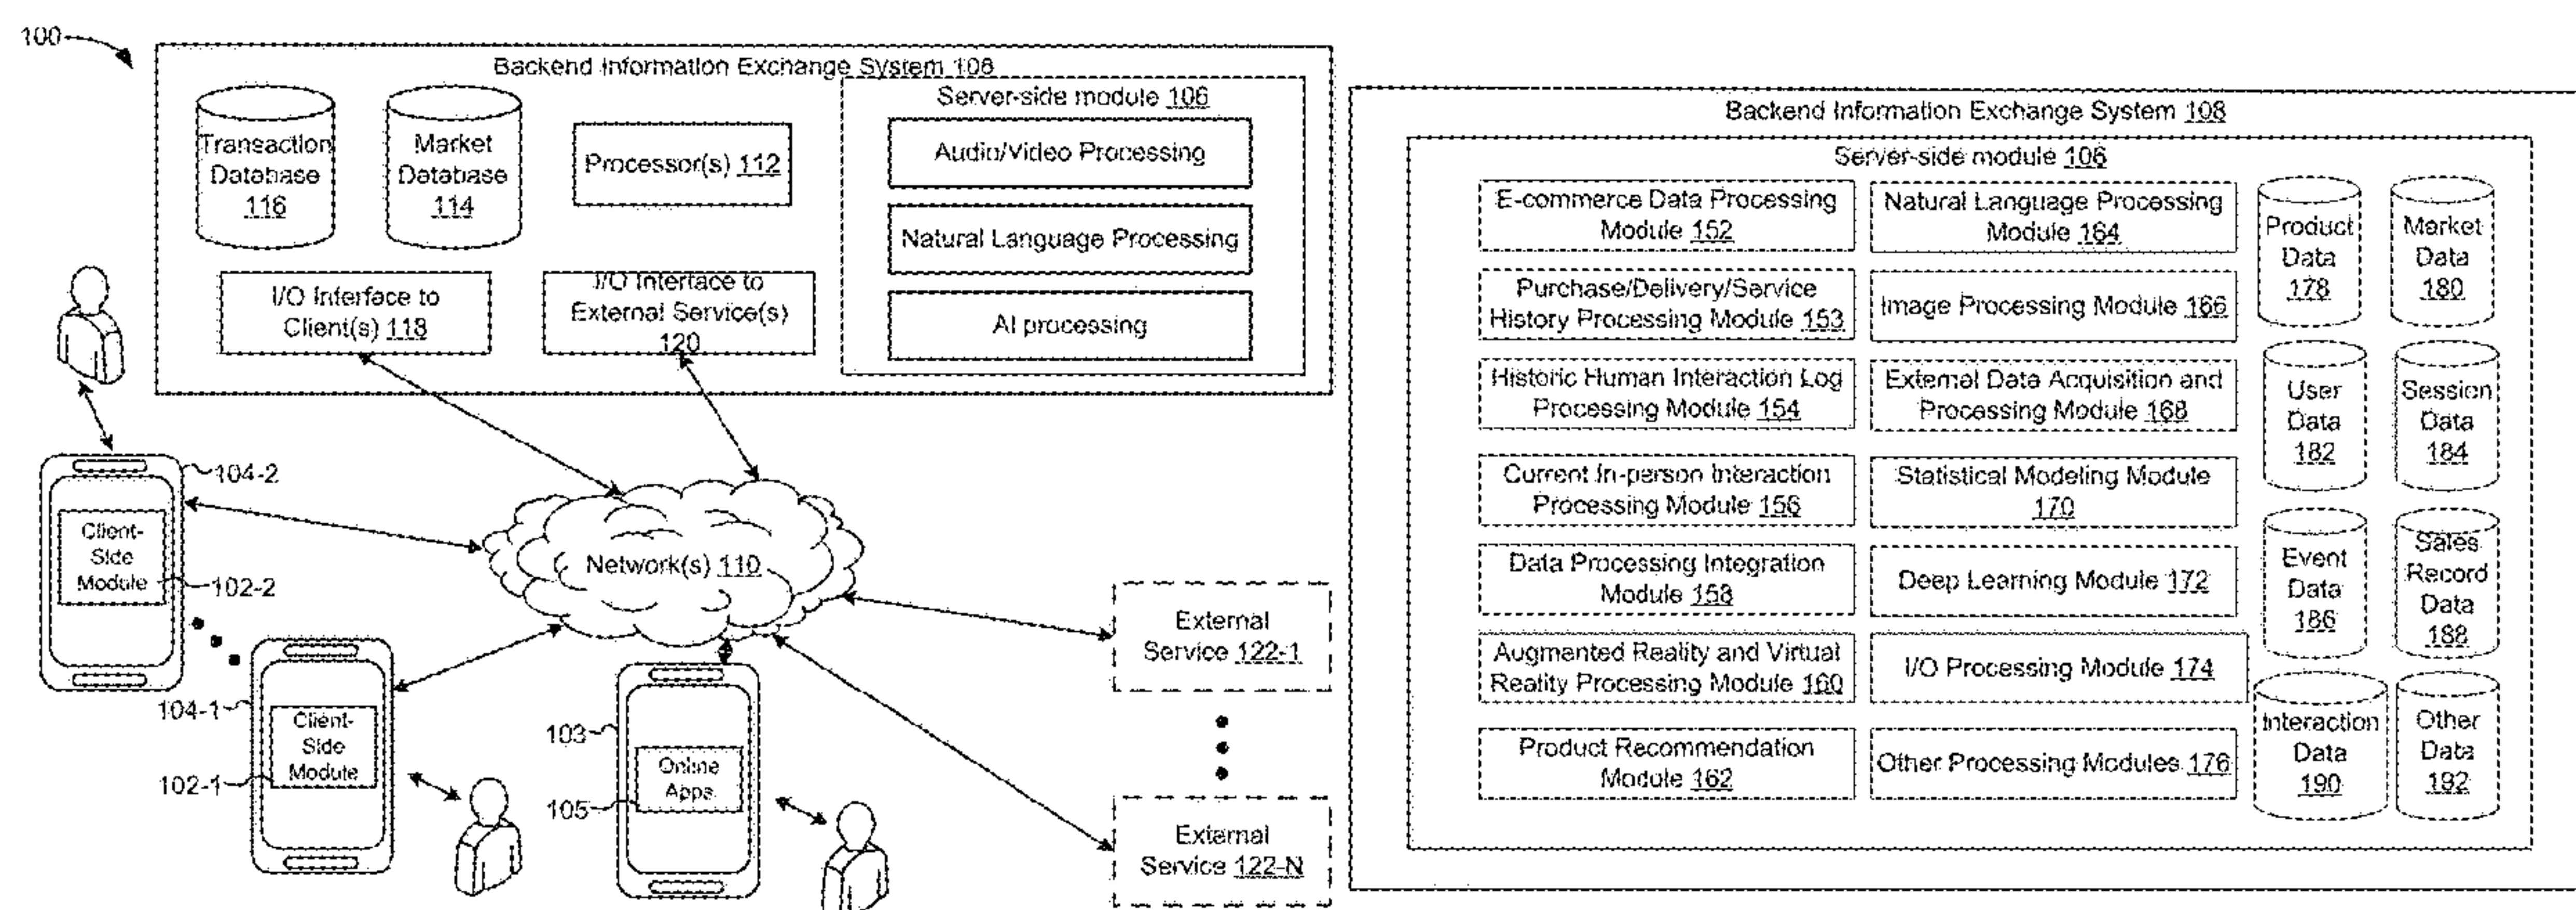 100
Backend Information Exchange System 108
Transaction
Database
116
Market
Database
114
Processor(s) 112
Server-side module 106
Audio/Video Processing
Natural Language Processing
AI processing
I/O Interface to
Client(s) 118
I/O Interface to
External Service(s)
120
104-2
Client-
Side
Module
102-2
Network(s) 110
104-1
Client-
Side
Module
102-1
103
Online
Apps
105
External
Service 122-1
External
Service 122-N
Backend Information Exchange System 108
Server-side module 106
E-commerce Data Processing
Module 152
Purchase/Delivery/Service
History Processing Module 153
Historic Human Interaction Log
Processing Module 154
Current In-person Interaction
Processing Module 156
Data Processing Integration
Module 158
Augmented Reality and Virtual
Reality Processing Module 160
Product Recommendation
Module 162
Natural Language Processing
Module 164
Image Processing Module 166
External Data Acquisition and
Processing Module 168
Statistical Modeling Module
170
Deep Learning Module 172
I/O Processing Module 174
Other Processing Modules 176
Product
Data
178
Market
Data
180
User
Data
182
Session
Data
184
Event
Data
186
Sales
Record
Data
188
Interaction
Data
190
Other
Data
192